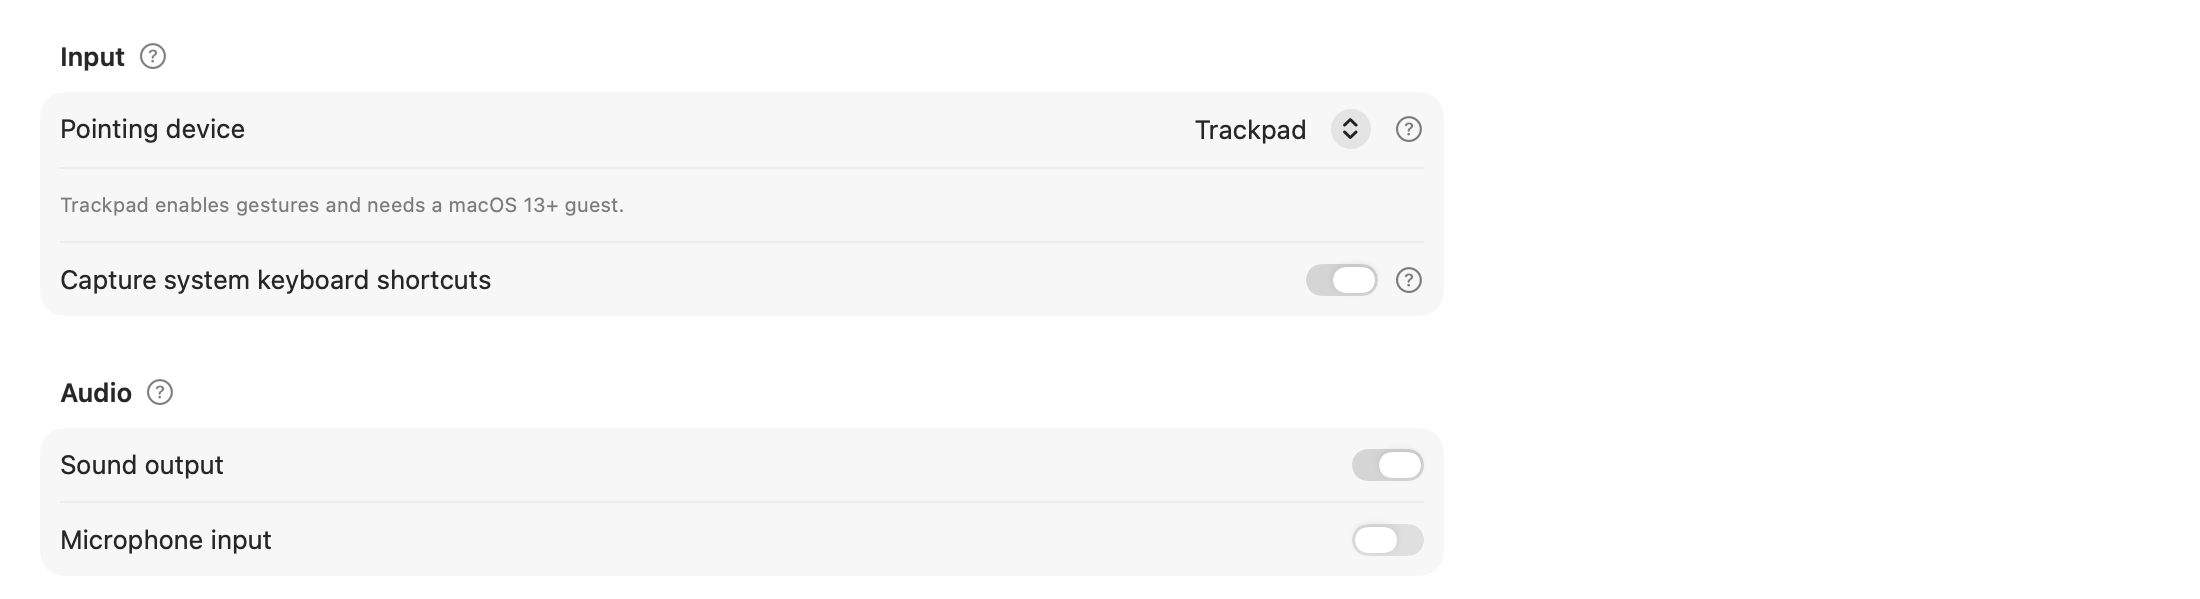 Input ?
Pointing device Trackpad ?
Trackpad enables gestures and needs a macOS 13+ guest.
Capture system keyboard shortcuts ?
Audio ?
Sound output
Microphone input